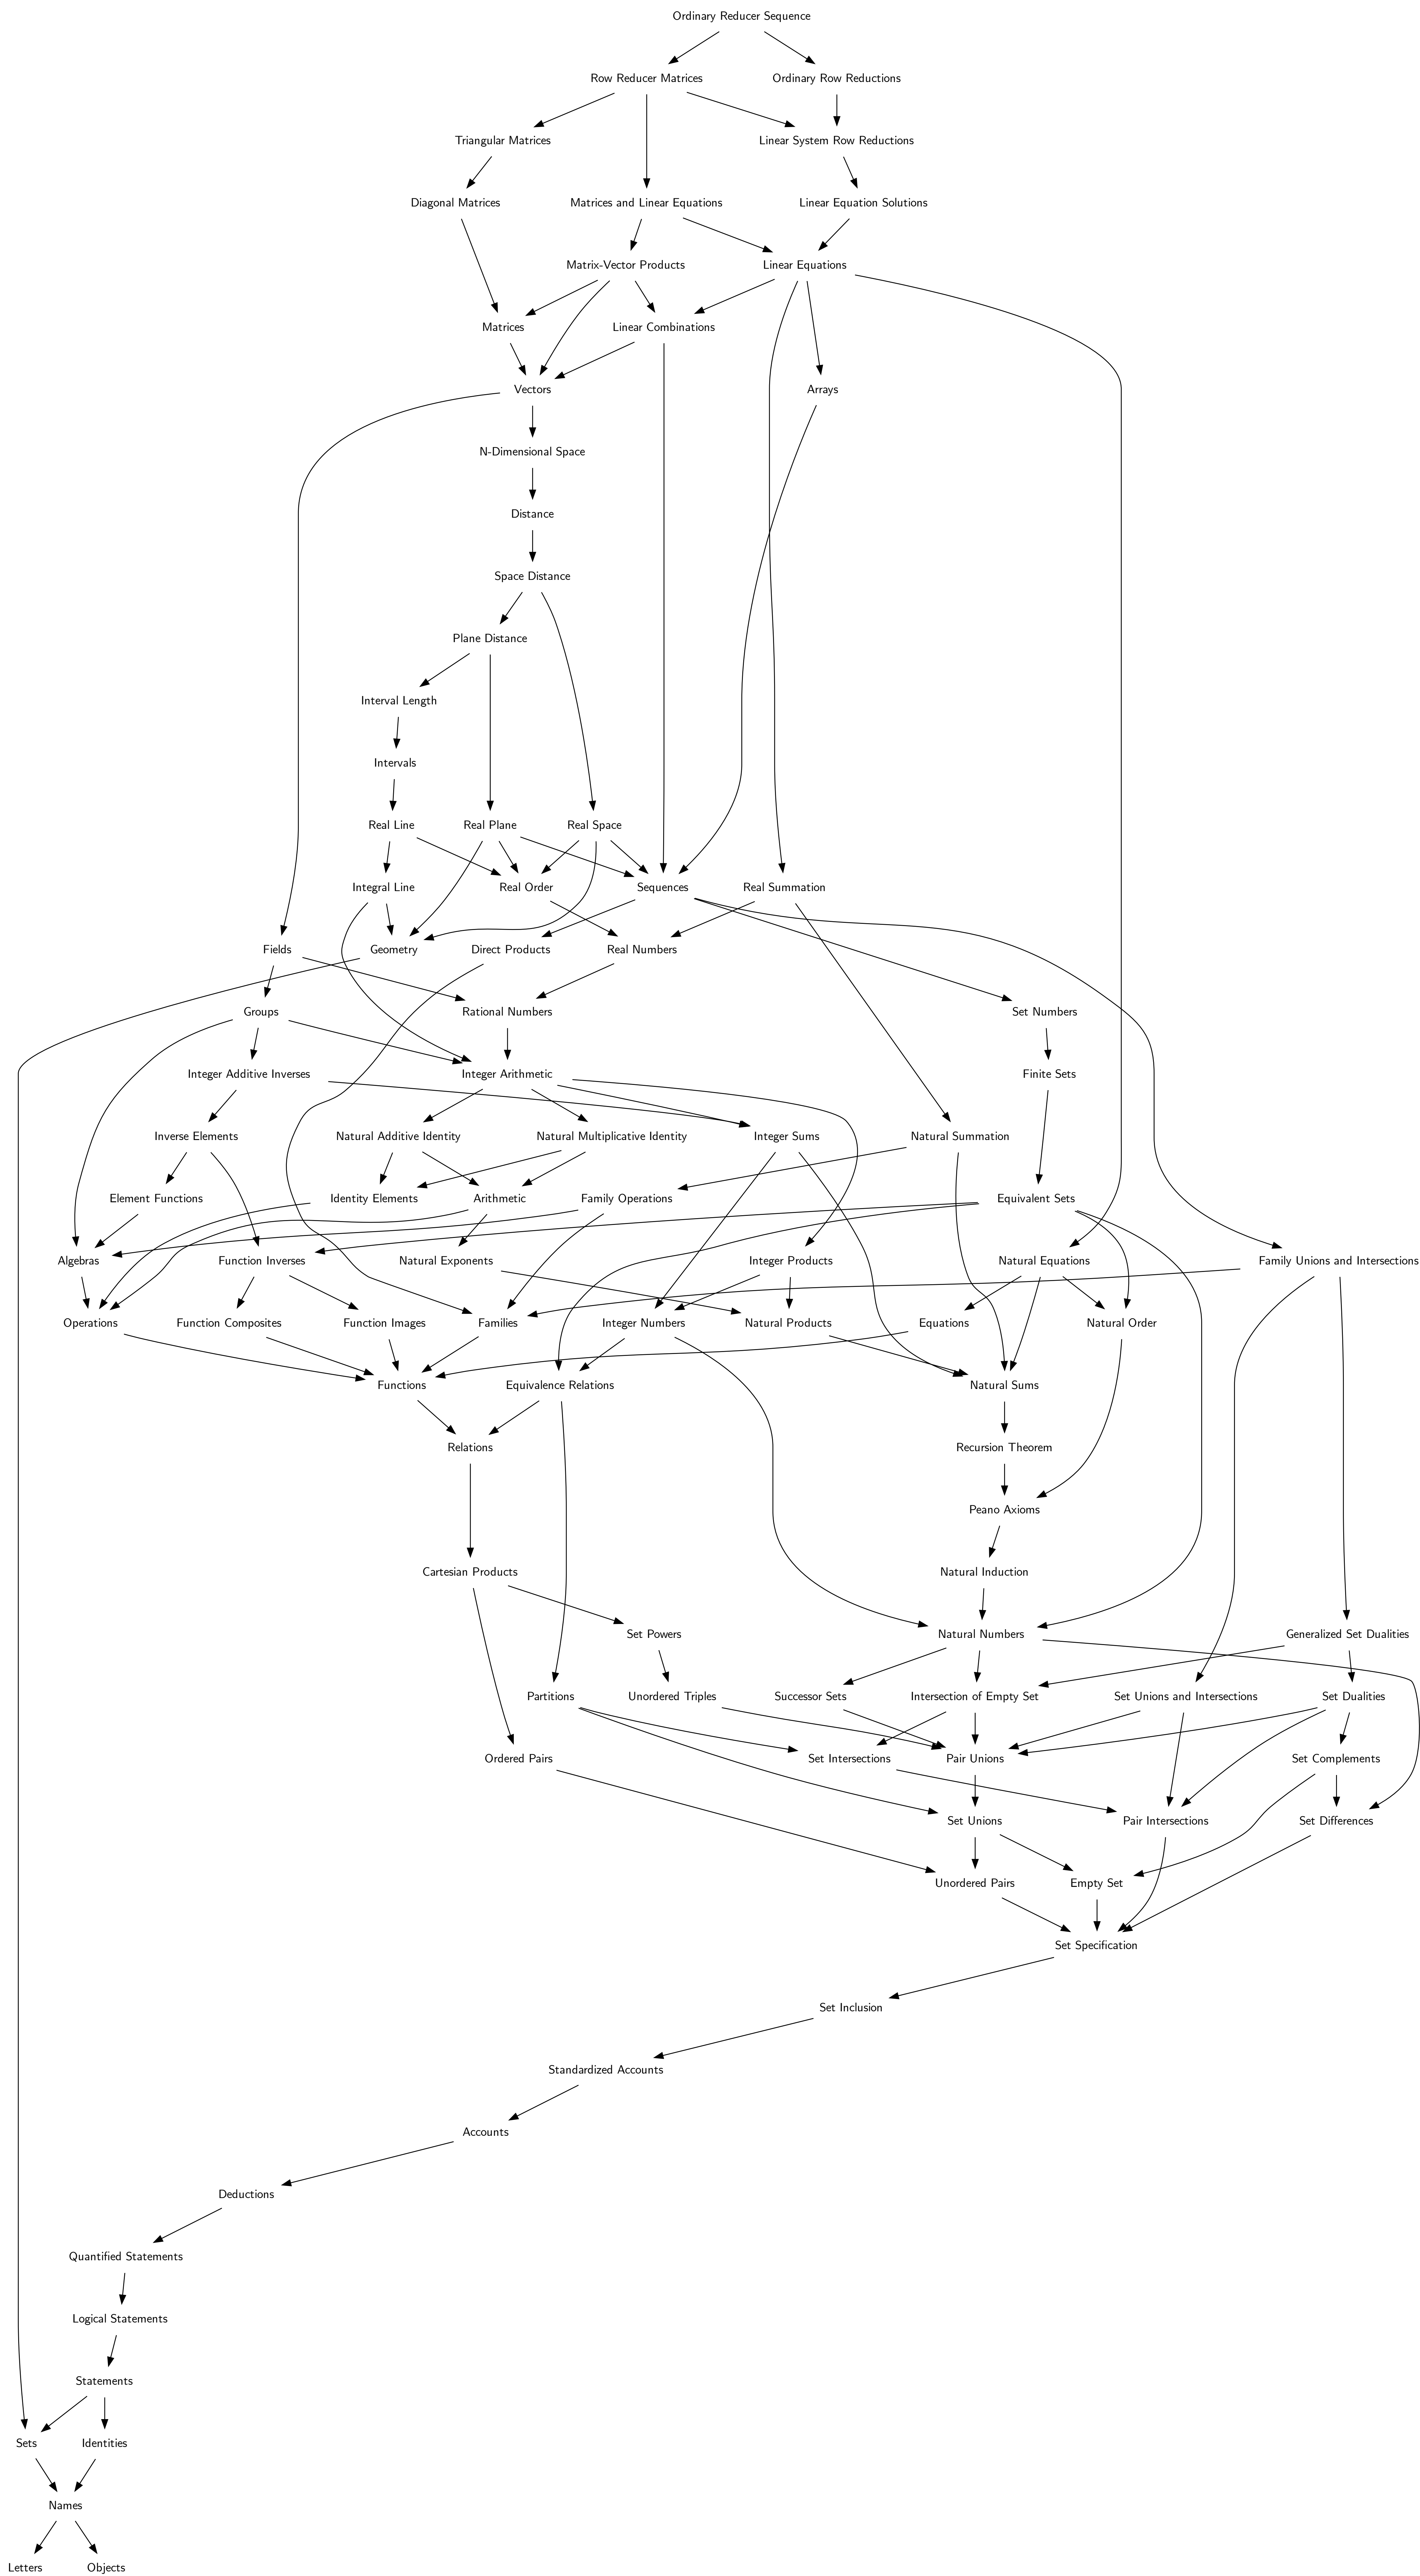 Ordinary Reducer Sequence
Row Reducer Matrices
Ordinary Row Reductions
Triangular Matrices
Linear System Row Reductions
Diagonal Matrices
Matrices and Linear Equations
Linear Equation Solutions
Matrix-Vector Products
Linear Equations
Matrices
Linear Combinations
Vectors
Arrays
N-Dimensional Space
Distance
Space Distance
Plane Distance
Interval Length
Intervals
Real Line
Real Plane
Real Space
Integral Line
Real Order
Sequences
Real Summation
Fields
Geometry
Direct Products
Real Numbers
Groups
Rational Numbers
Set Numbers
Integer Additive Inverses
Integer Arithmetic
Finite Sets
Inverse Elements
Natural Additive Identity
Natural Multiplicative Identity
Integer Sums
Natural Summation
Element Functions
Identity Elements
Arithmetic
Family Operations
Equivalent Sets
Algebras
Function Inverses
Natural Exponents
Integer Products
Natural Equations
Family Unions and Intersections
Operations
Function Composites
Function Images
Families
Integer Numbers
Natural Products
Equations
Natural Order
Functions
Equivalence Relations
Natural Sums
Relations
Recursion Theorem
Peano Axioms
Cartesian Products
Natural Induction
Set Powers
Natural Numbers
Generalized Set Dualities
Partitions
Unordered Triples
Successor Sets
Intersection of Empty Set
Set Unions and Intersections
Set Dualities
Ordered Pairs
Set Intersections
Pair Unions
Set Complements
Set Unions
Pair Intersections
Set Differences
Unordered Pairs
Empty Set
Set Specification
Set Inclusion
Standardized Accounts
Accounts
Deductions
Quantified Statements
Logical Statements
Statements
Sets
Identities
Names
Letters
Objects